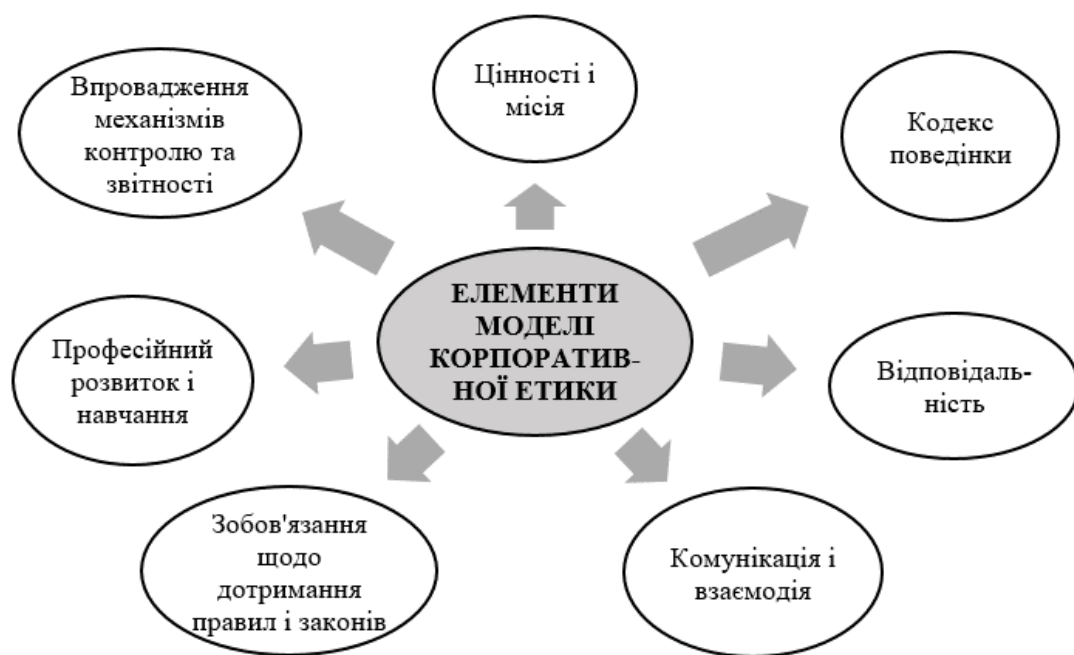 Цінності і
місія
Впровадження
механізмів
контролю та
звітності
Кодекс
поведінки
ЕЛЕМЕНТИ
МОДЕЛІ
КОРПОРАТИВ-
НОЇ ЕТИКИ
Професійний
розвиток і
навчання
Відповідаль-
ність
Зобов'язання
щодо
дотримання
правил і законів
Комунікація і
взаємодія